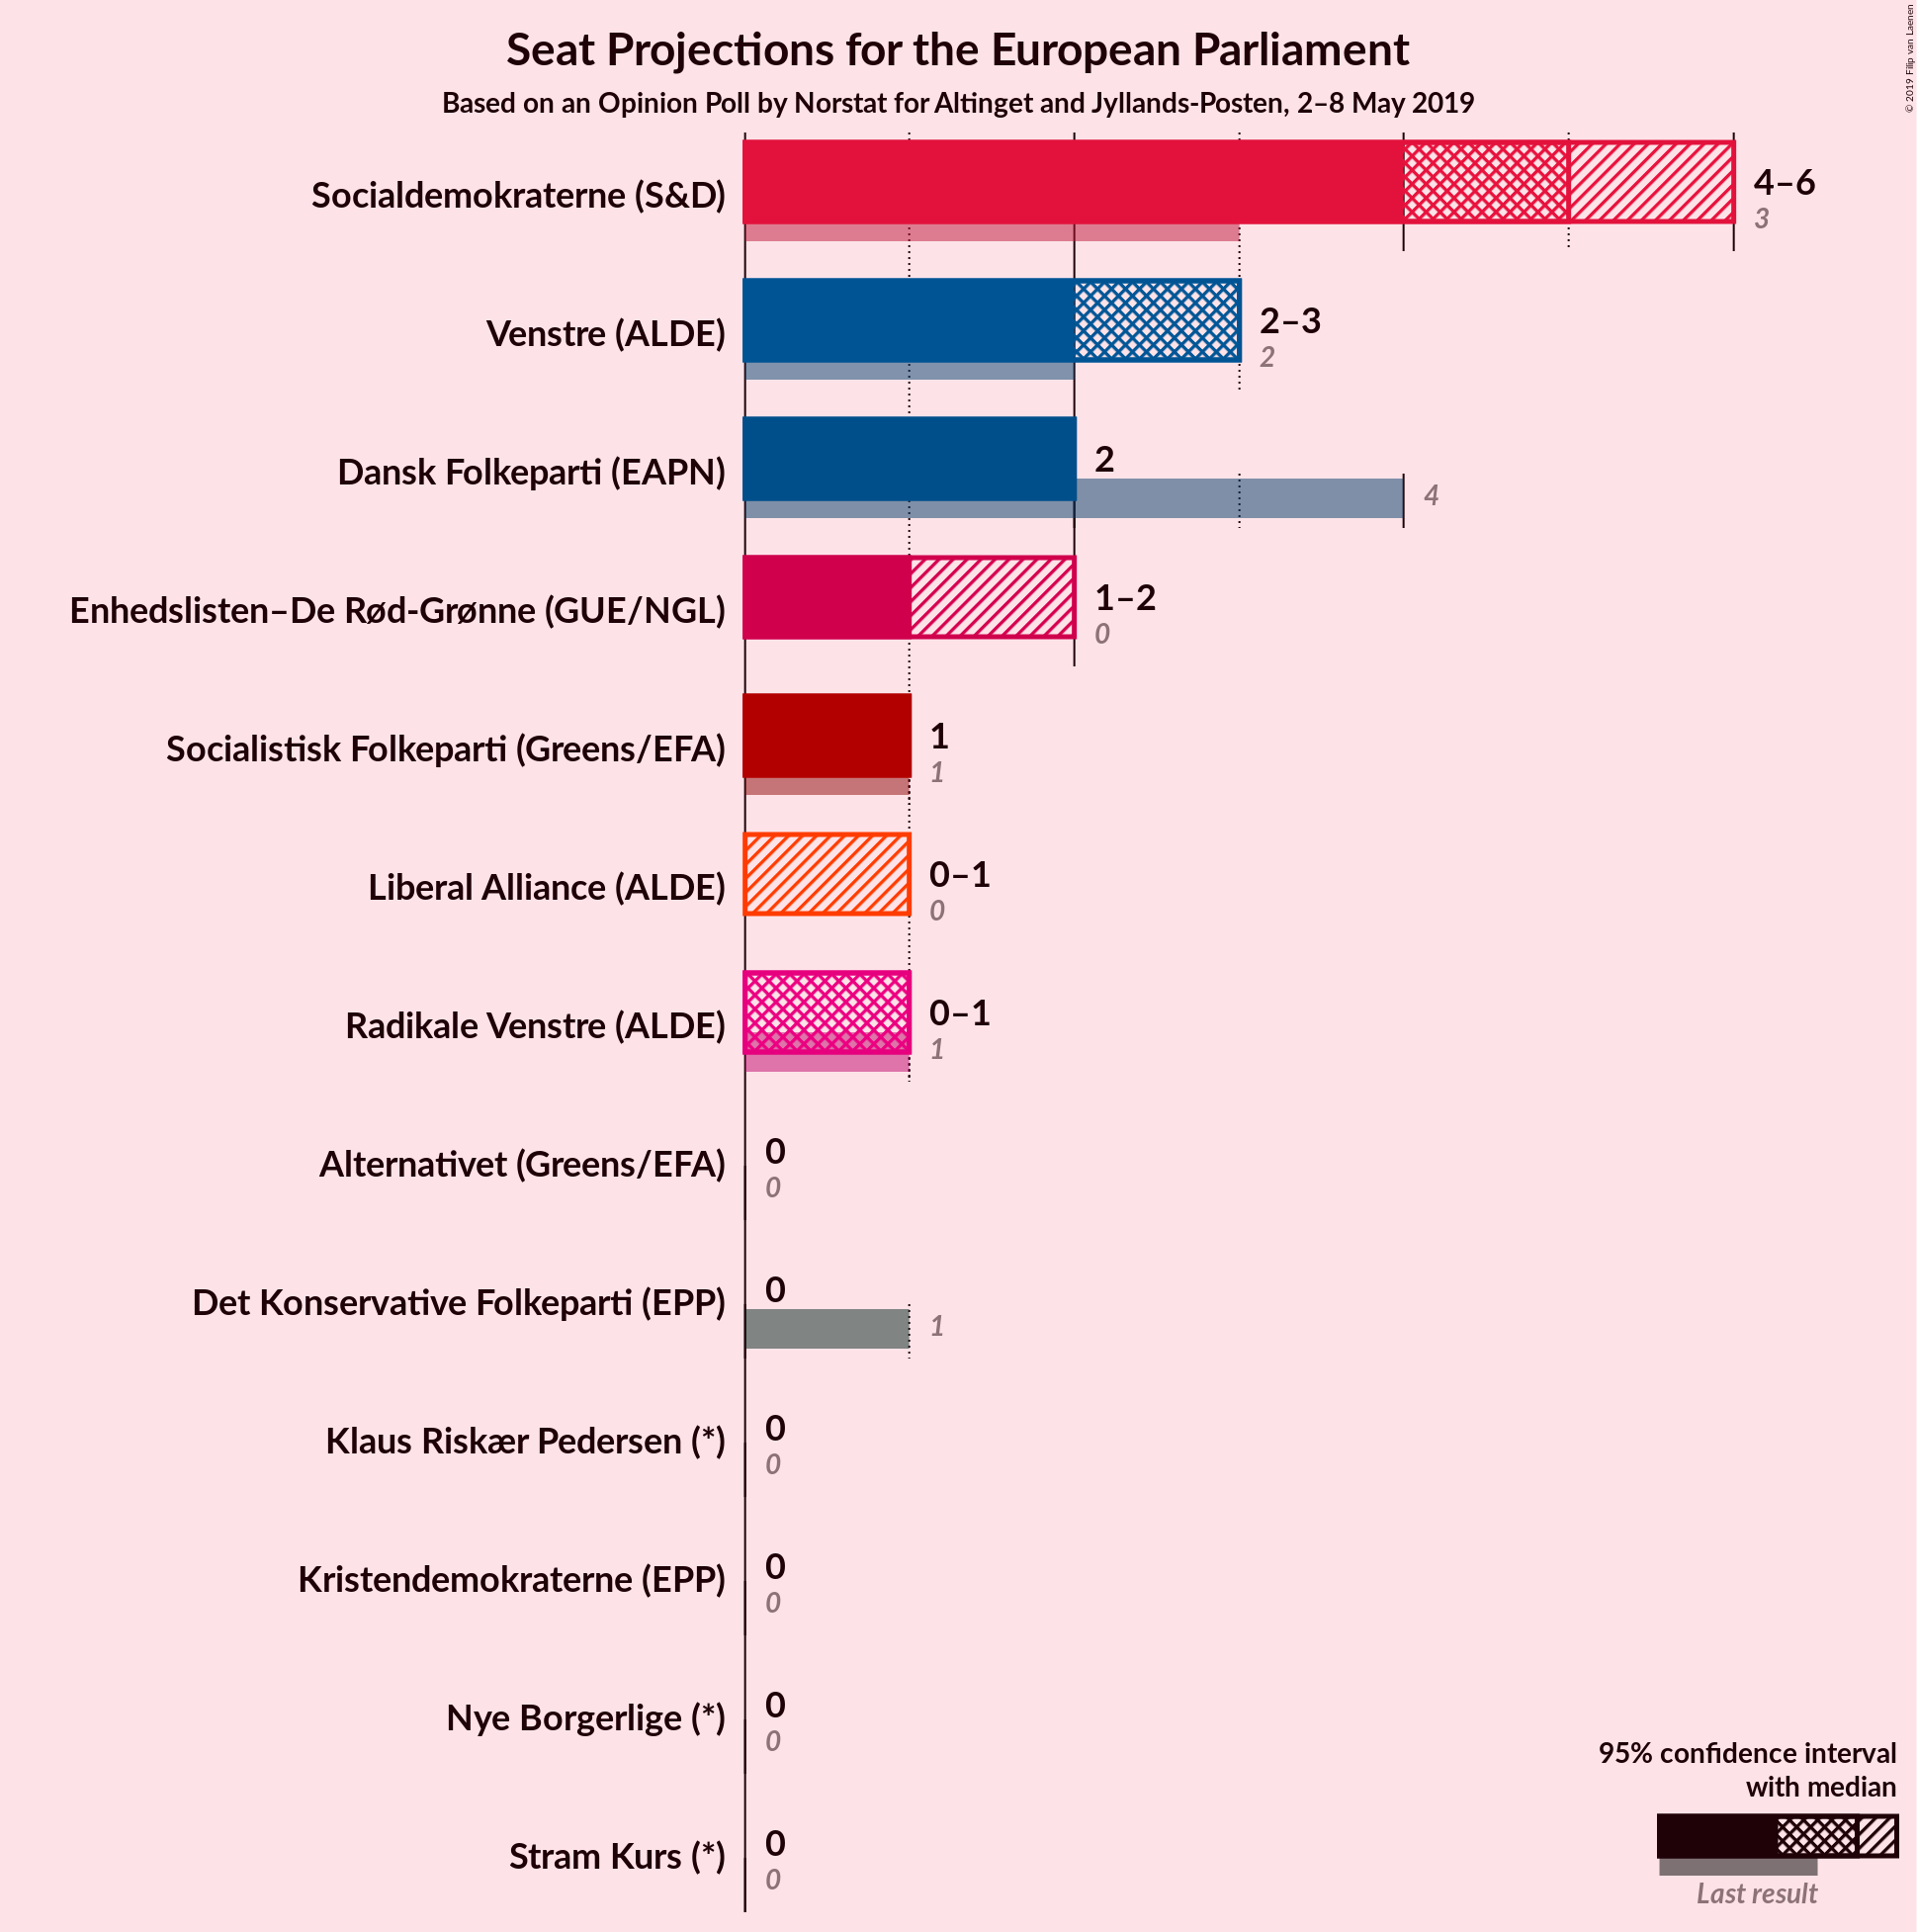 Seat Projections for the European Parliament
Based on an Opinion Poll by Norstat for Altinget and Jyllands-Posten, 2–8 May 2019
© 2019 Filip van Laenen
Socialdemokraterne (S&D)
4–6
3
Venstre (ALDE)
2–3
2
Dansk Folkeparti (EAPN)
2
4
Enhedslisten–De Rød-Grønne (GUE/NGL)
1–2
0
Socialistisk Folkeparti (Greens/EFA)
1
1
Liberal Alliance (ALDE)
0–1
0
Radikale Venstre (ALDE)
0–1
1
Alternativet (Greens/EFA)
0
0
Det Konservative Folkeparti (EPP)
0
1
Klaus Riskær Pedersen (*)
0
0
Kristendemokraterne (EPP)
0
0
Nye Borgerlige (*)
0
0
Stram Kurs (*)
0
0
95% confidence interval
with median
Last result